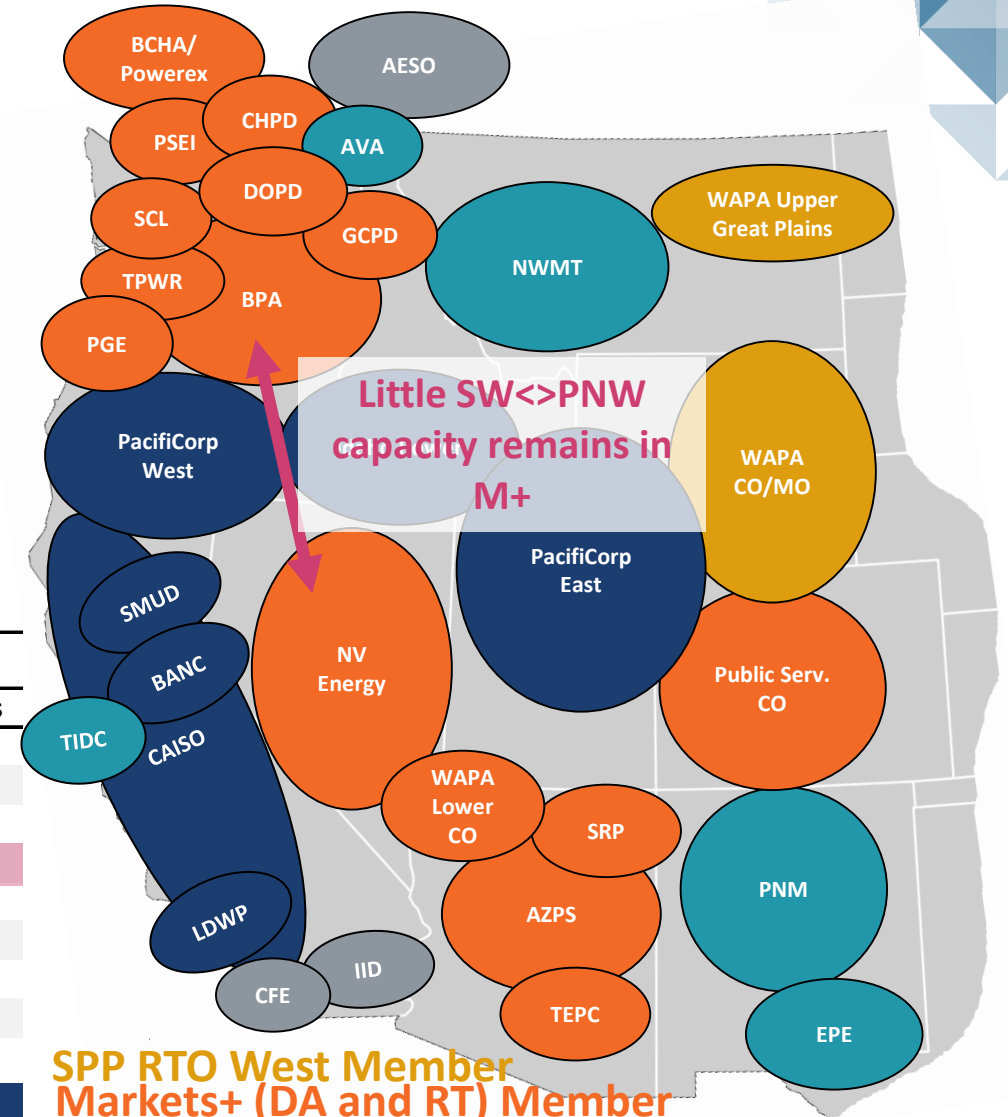 BCHA/
Powerex
AESO
CHPD
PSEI
AVA
DOPD
WAPA Upper
Great Plains
SCL
GCPD
NWMT
TPWR
BPA
PGE
Little SW<>PNW
capacity remains in
M+
PacifiCorp
West
WAPA
CO/MO
PacifiCorp
East
SMUD
NV
Energy
BANC
Public Serv.
CO
s
TIDC
CAISO
WAPA
Lower
CO
SRP
PNM
AZPS
LDWP
IID
CFE
TEPC
EPE
SPP RTO West Member
Markets+ (DA and RT) Member